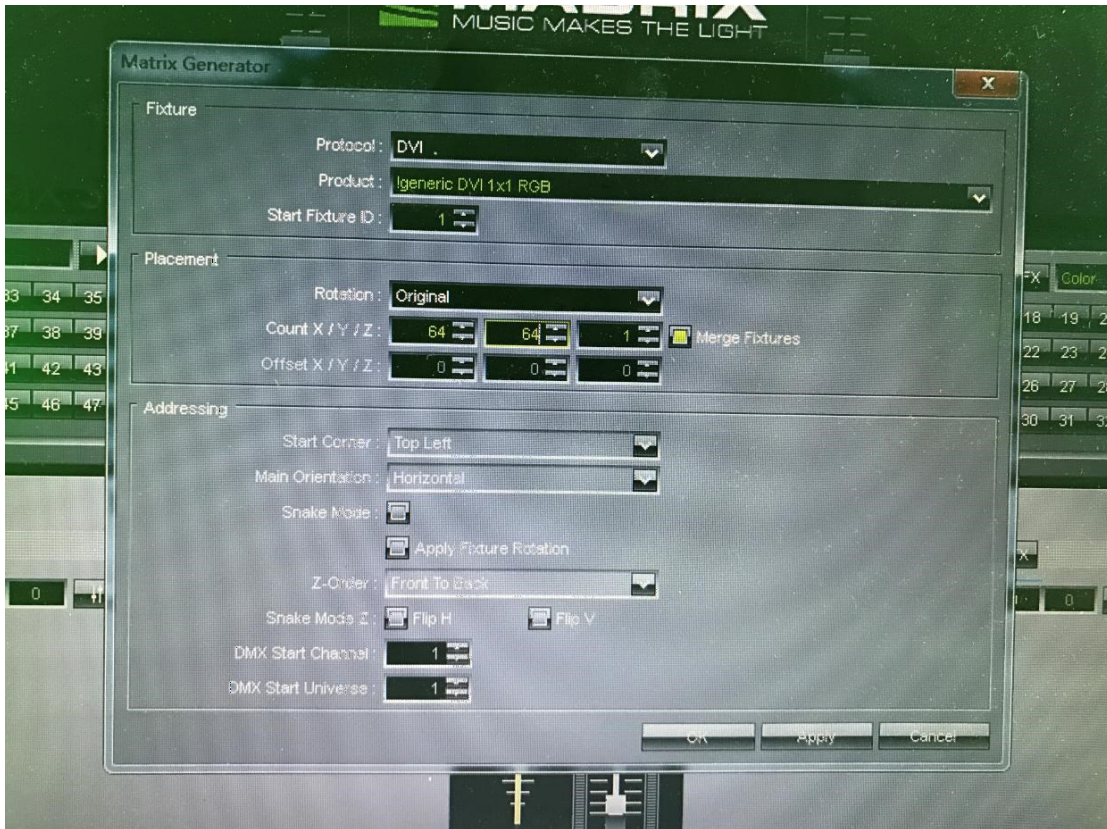 MUSIC MAKES THE LIGHT
Matrix Generator
X
Fixture
Protocol : DVI
Product : !generic DVI 1x1 RGB
Start Fixture ID : 1
Placement
Rotation : Original
Count X / Y / Z : 64 64 1 Merge Fixtures
Offset X / Y / Z : 0 0 0
Addressing
Start Corner : Top Left
Main Orientation : Horizontal
Snake Mode :
Apply Fixture Rotation
Z-Order : Front To Back
Snake Mode Z : Flip H Flip V
DMX Start Channel : 1
DMX Start Universe : 1
OK Apply Cancel
33 34 35
37 38 39
41 42 43
45 46 47
0
FX Color
18 19
22 23
26 27
30 31
X
0